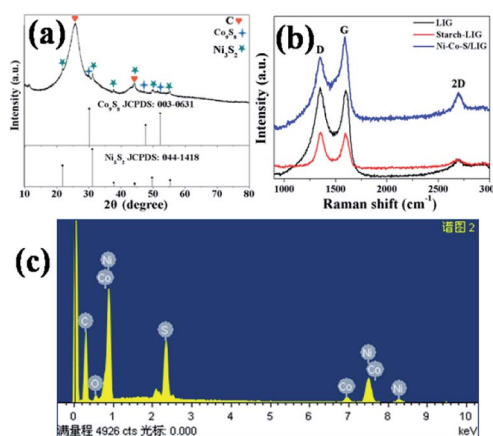 (a)
C
Co₉S₈
Ni₃S₂
Intensity (a.u.)
Co₉S₈ JCPDS: 003-0631
Ni₃S₂ JCPDS: 044-1418
10 20 30 40 50 60 70 80
2θ (degree)
(b)
D
G
2D
LIG
Starch-LIG
Ni-Co-S/LIG
Intensity (a.u.)
1000 1500 2000 2500 3000
Raman shift (cm⁻¹)
(c)
谱图 2
Ni
Co
C
O
S
Co
Ni
Co
Ni
0 1 2 3 4 5 6 7 8 9 10
满量程 4926 cts 光标: 0.000
keV